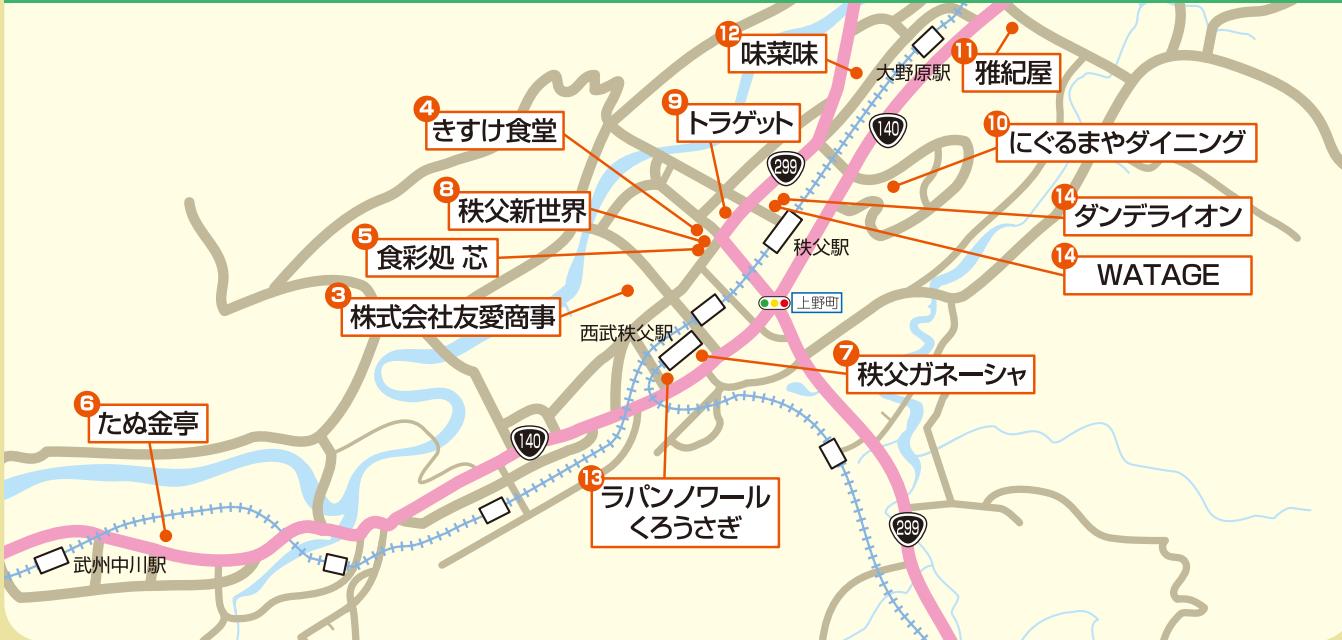 12
味菜味
大野原駅
11
雅紀屋
4
きすけ食堂
9
トラゲット
140
10
にぐるまやダイニング
299
8
秩父新世界
14
ダンデライオン
5
食彩処 芯
秩父駅
14
WATAGE
3
株式会社友愛商事
上野町
西武秩父駅
7
秩父ガネーシャ
6
たぬ金亭
140
13
ラパンノワール
くろうさぎ
299
武州中川駅